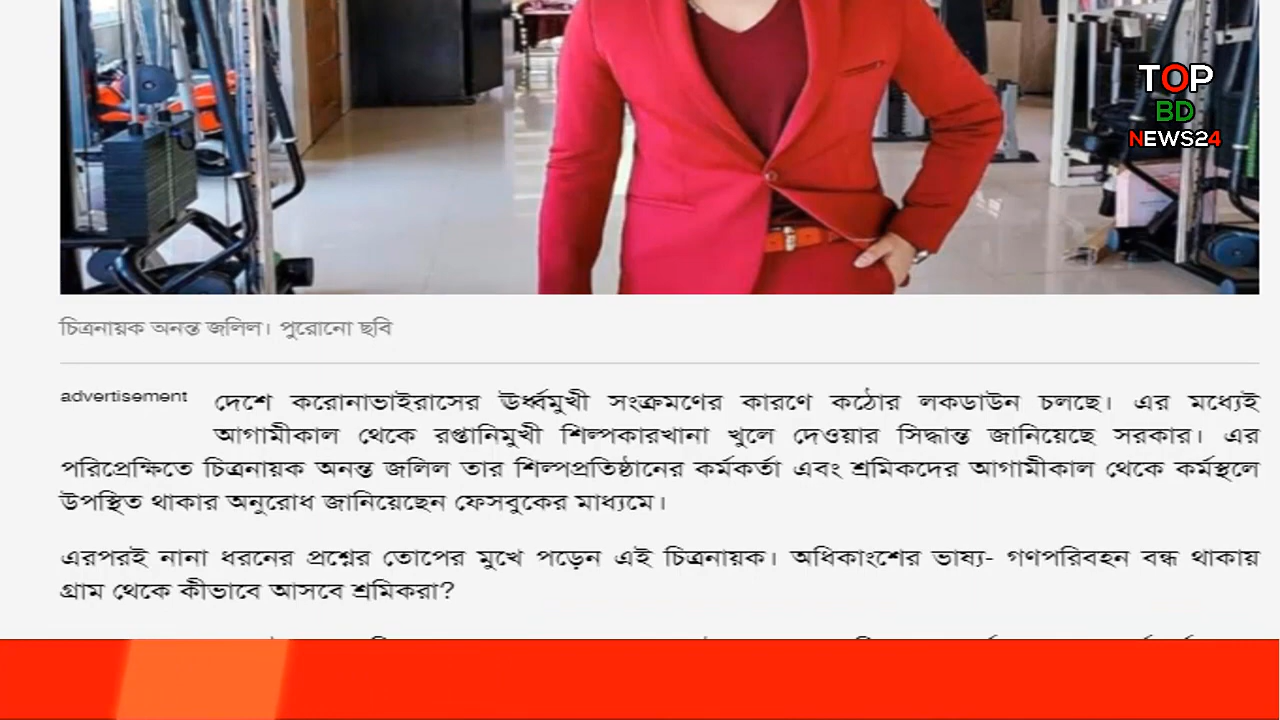 TOP
BD
NEWS24
চিত্রনায়ক অনন্ত জলিল। পুরোনো ছবি
advertisement
দেশে করোনাভাইরাসের ঊর্ধ্বমুখী সংক্রমণের কারণে কঠোর লকডাউন চলছে। এর মধ্যেই
আগামীকাল থেকে রপ্তানিমুখী শিল্পকারখানা খুলে দেওয়ার সিদ্ধান্ত জানিয়েছে সরকার। এর
পরিপ্রেক্ষিতে চিত্রনায়ক অনন্ত জলিল তার শিল্পপ্রতিষ্ঠানের কর্মকর্তা এবং শ্রমিকদের আগামীকাল থেকে কর্মস্থলে
উপস্থিত থাকার অনুরোধ জানিয়েছেন ফেসবুকের মাধ্যমে।
এরপরই নানা ধরনের প্রশ্নের তোপের মুখে পড়েন এই চিত্রনায়ক। অধিকাংশের ভাষ্য- গণপরিবহন বন্ধ থাকায়
গ্রাম থেকে কীভাবে আসবে শ্রমিকরা?